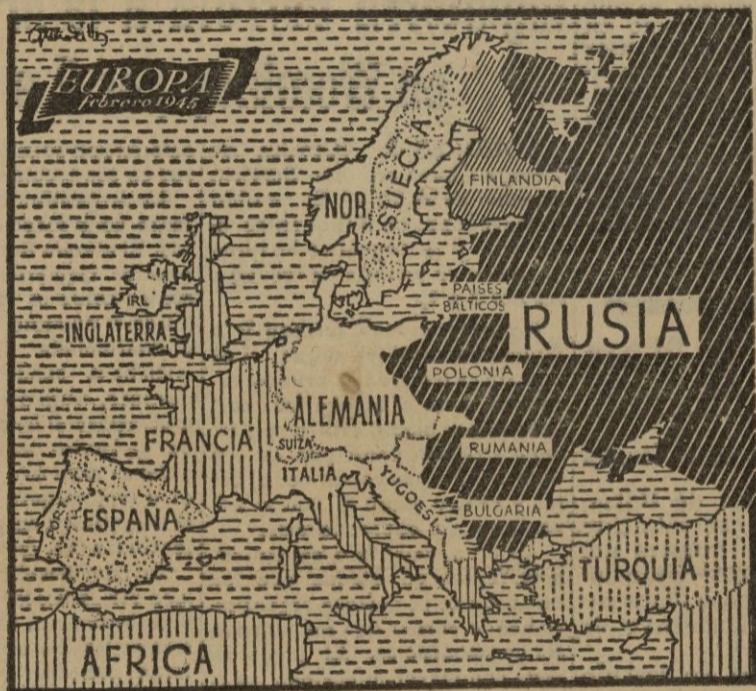 EUROPA
febrero 1945
NOR.
SUECIA
FINLANDIA
IRL.
INGLATERRA
PAISES
BALTICOS
RUSIA
POLONIA
ALEMANIA
FRANCIA
SUIZA
RUMANIA
ITALIA
YUGOESL.
BULGARIA
POR.
ESPAÑA
TURQUIA
AFRICA